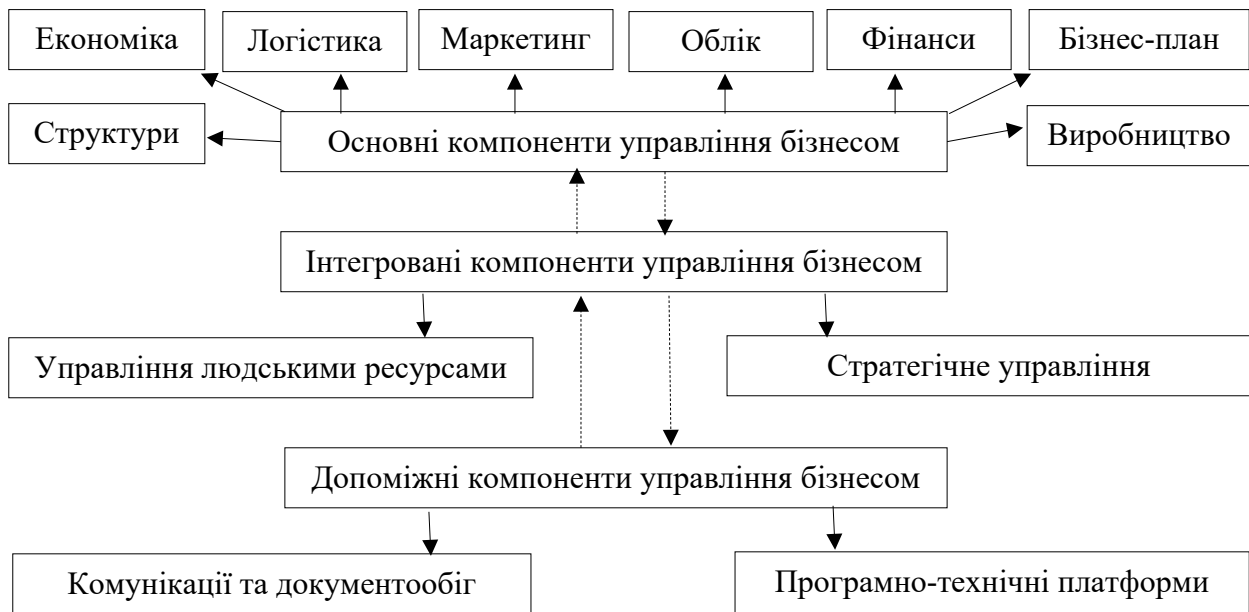 Економіка
Логістика
Маркетинг
Облік
Фінанси
Бізнес-план
Структури
Основні компоненти управління бізнесом
Виробництво
Інтегровані компоненти управління бізнесом
Управління людськими ресурсами
Стратегічне управління
Допоміжні компоненти управління бізнесом
Комунікації та документообіг
Програмно-технічні платформи